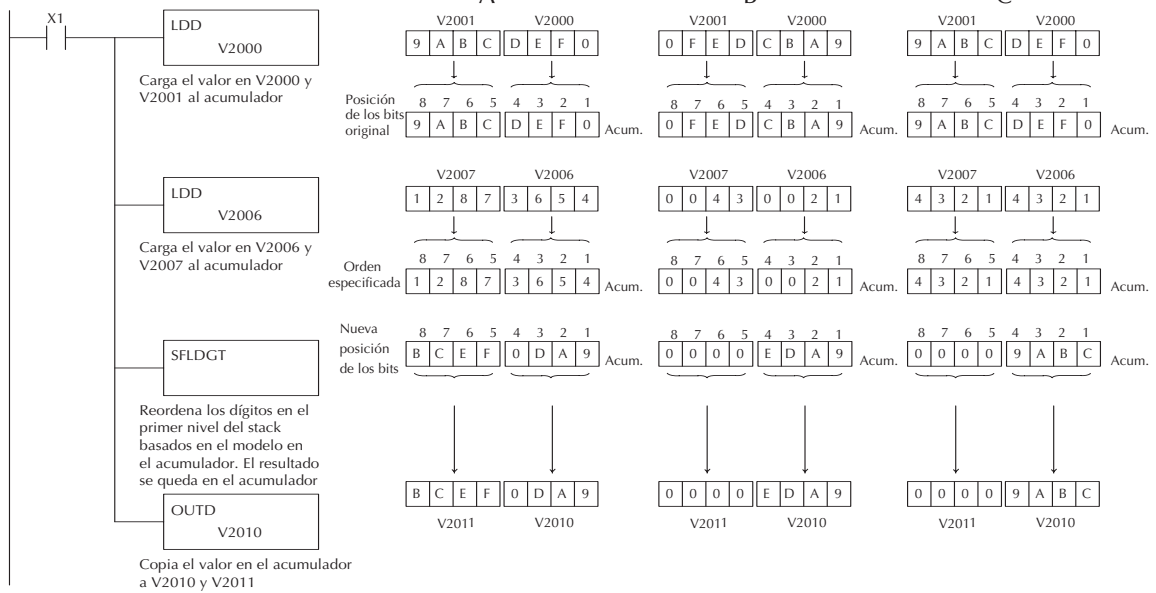 A B C
X1
LDD
V2000
Carga el valor en V2000 y
V2001 al acumulador
V2001 V2000 V2001 V2000 V2001 V2000
9 A B C D E F 0 0 F E D C B A 9 9 A B C D E F 0
Posición
de los bits
original
8 7 6 5 4 3 2 1 8 7 6 5 4 3 2 1 8 7 6 5 4 3 2 1
9 A B C D E F 0 Acum. 0 F E D C B A 9 Acum. 9 A B C D E F 0 Acum.
LDD
V2006
Carga el valor en V2006 y
V2007 al acumulador
V2007 V2006 V2007 V2006 V2007 V2006
1 2 8 7 3 6 5 4 0 0 4 3 0 0 2 1 4 3 2 1 4 3 2 1
Orden
especificada
8 7 6 5 4 3 2 1 8 7 6 5 4 3 2 1 8 7 6 5 4 3 2 1
1 2 8 7 3 6 5 4 Acum. 0 0 4 3 0 0 2 1 Acum. 4 3 2 1 4 3 2 1 Acum.
SFLDGT
Reordena los dígitos en el
primer nivel del stack
basados en el modelo en
el acumulador. El resultado
se queda en el acumulador
Nueva
posición
de los bits
8 7 6 5 4 3 2 1 8 7 6 5 4 3 2 1 8 7 6 5 4 3 2 1
B C E F 0 D A 9 Acum. 0 0 0 0 E D A 9 Acum. 0 0 0 0 9 A B C Acum.
OUTD
V2010
Copia el valor en el acumulador
a V2010 y V2011
B C E F 0 D A 9 0 0 0 0 E D A 9 0 0 0 0 9 A B C
V2011 V2010 V2011 V2010 V2011 V2010